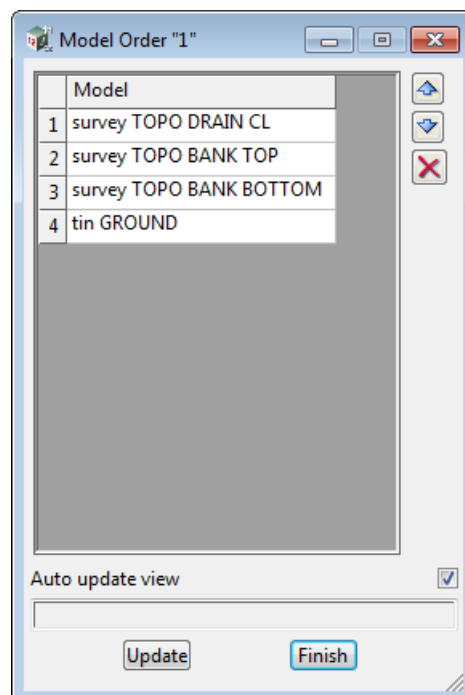 Model Order "1"
Model
1 survey TOPO DRAIN CL
2 survey TOPO BANK TOP
3 survey TOPO BANK BOTTOM
4 tin GROUND
Auto update view
Update Finish